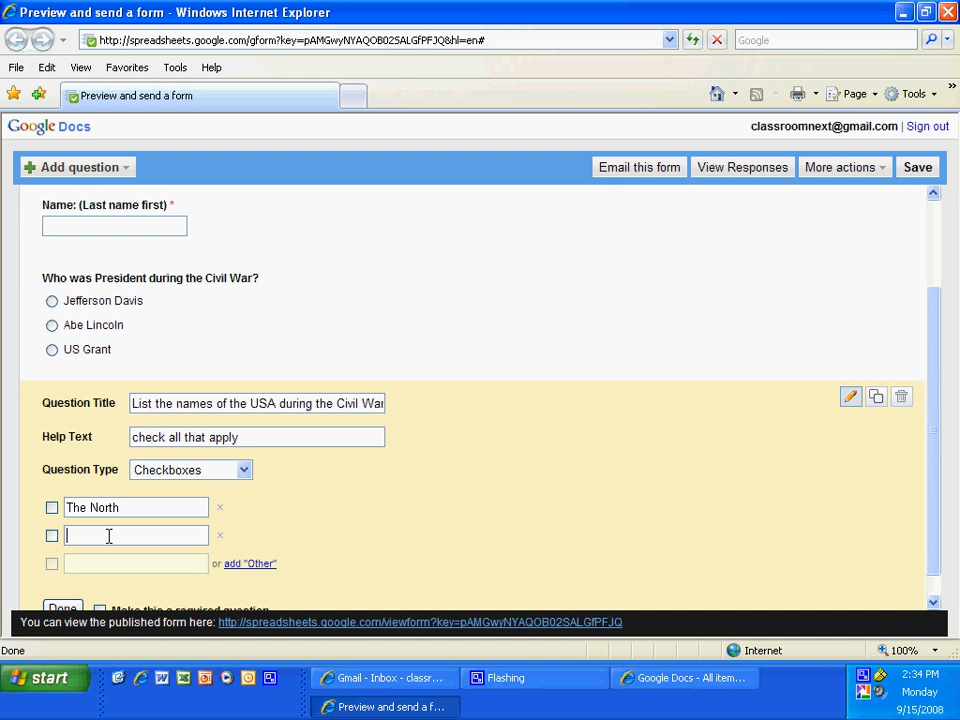 Preview and send a form - Windows Internet Explorer
http://spreadsheets.google.com/gform?key=pAMGwyNYAQOB02SALGfPFJQ&hl=en#
Google
File Edit View Favorites Tools Help
Preview and send a form
Page Tools
Google Docs
classroomnext@gmail.com | Sign out
Add question
Email this form
View Responses
More actions
Save
Name: (Last name first) *
Who was President during the Civil War?
Jefferson Davis
Abe Lincoln
US Grant
Question Title List the names of the USA during the Civil War
Help Text check all that apply
Question Type Checkboxes
The North
or add "Other"
Done Make this a required question
You can view the published form here: http://spreadsheets.google.com/viewform?key=pAMGwyNYAQOB02SALGfPFJQ
Done
Internet
100%
start
Gmail - Inbox - classr...
Flashing
Google Docs - All item...
Preview and send a f...
2:34 PM
Monday
9/15/2008